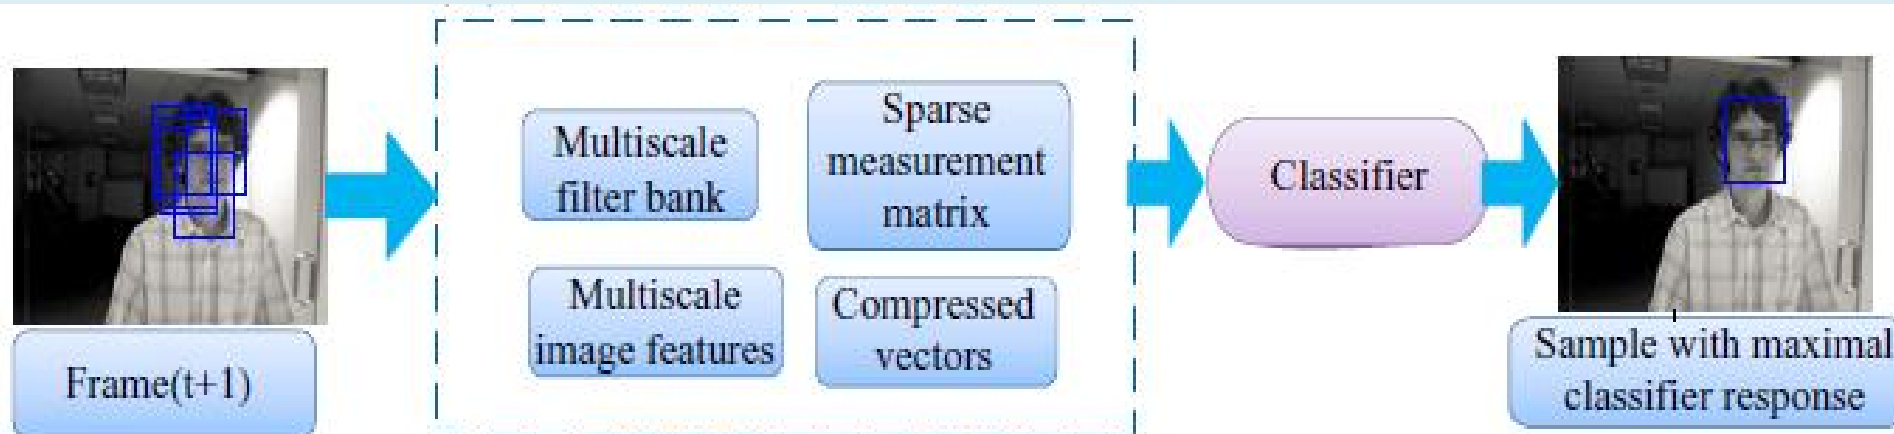 Frame(t+1)
Multiscale
filter bank
Sparse
measurement
matrix
Multiscale
image features
Compressed
vectors
Classifier
Sample with maximal
classifier response